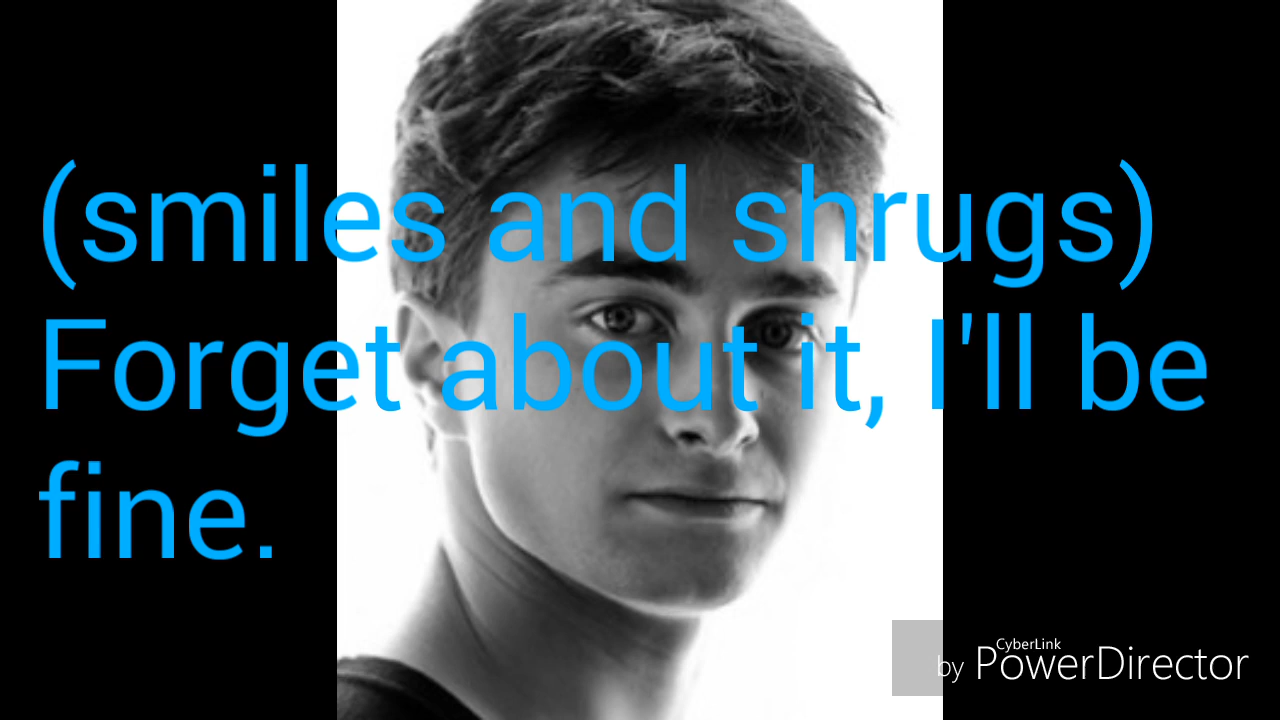 (smiles and shrugs)
Forget about it, I'll be
fine.
CyberLink
by PowerDirector